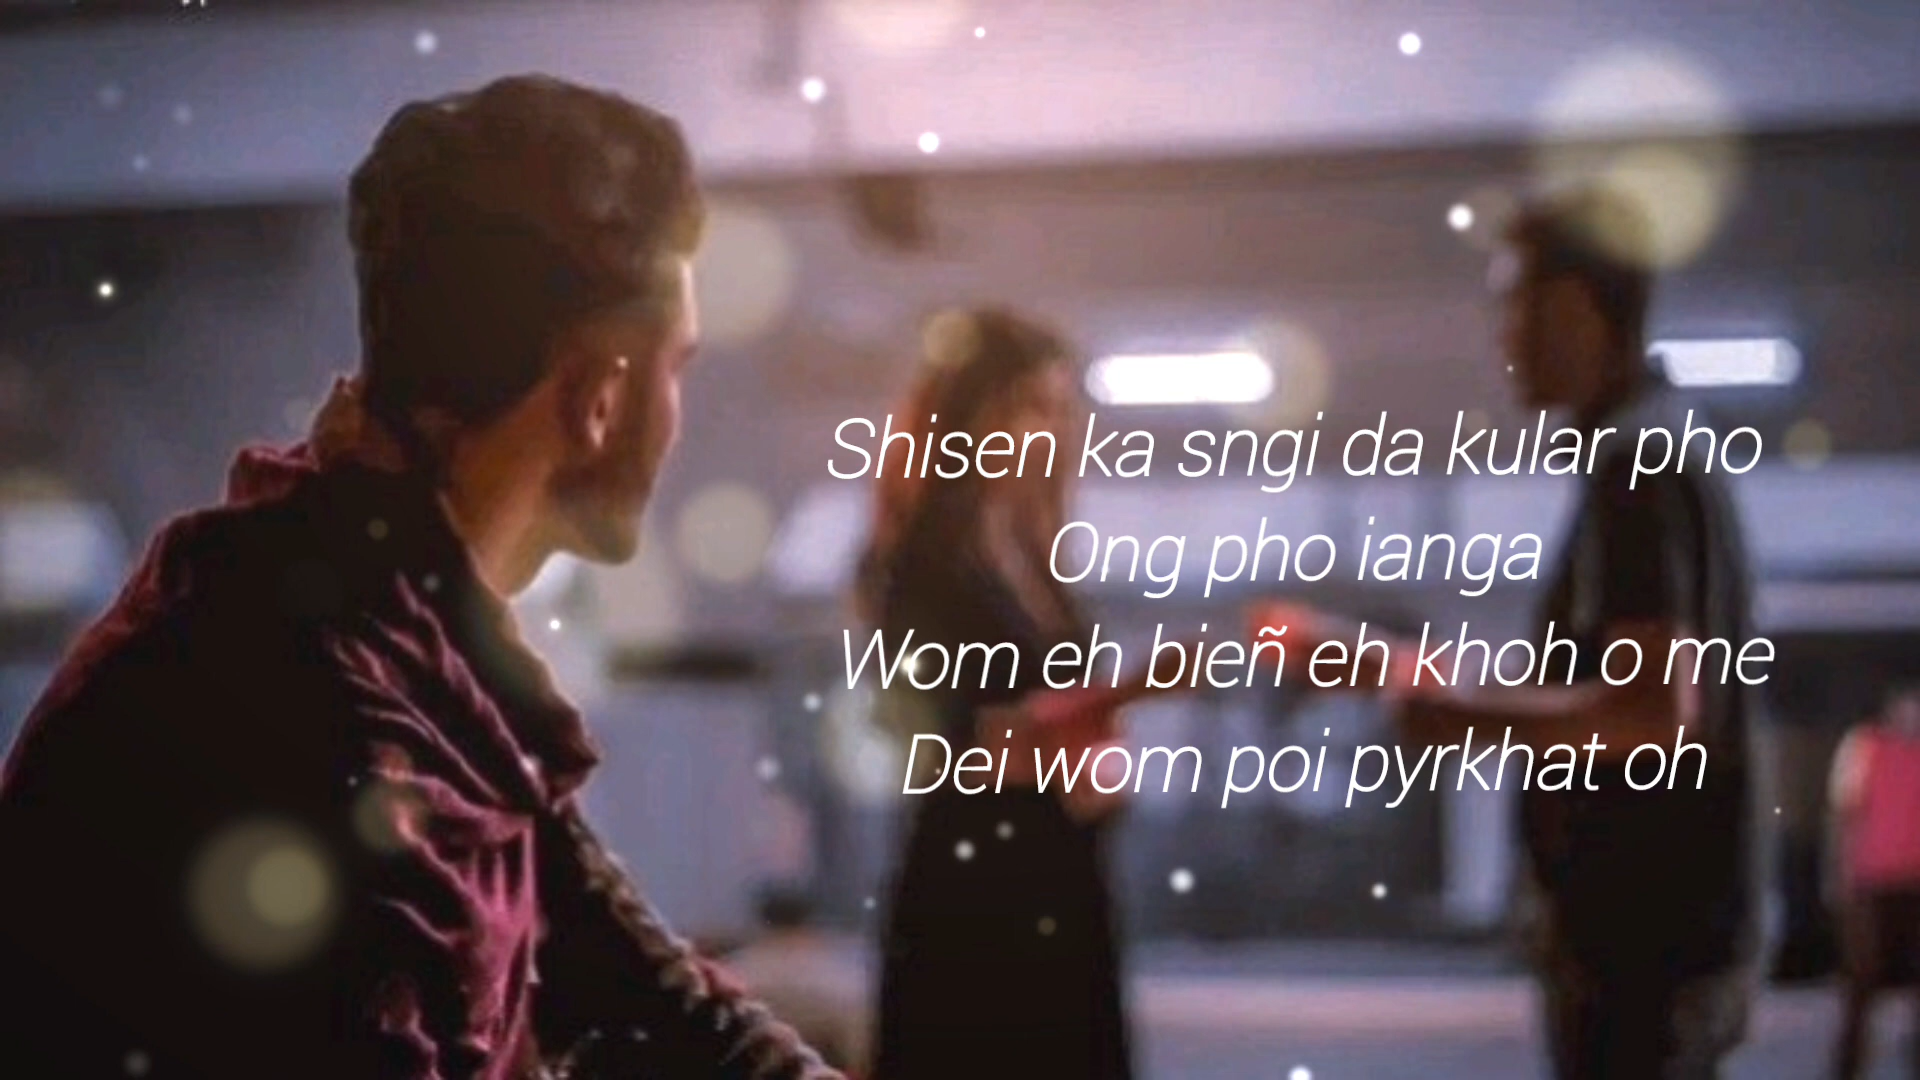 Shisen ka sngi da kular pho
Ong pho ianga
Wom eh bieñ eh khoh o me
Dei wom poi pyrkhat oh